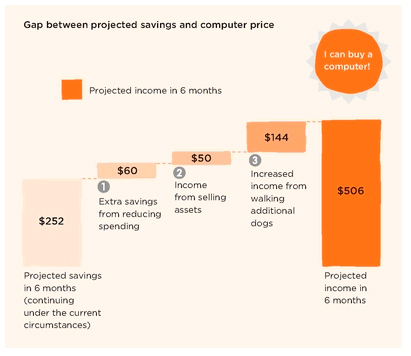 Gap between projected savings and computer price
I can buy a
computer!
Projected income in 6 months
$252
Projected savings
in 6 months
(continuing
under the current
circumstances)
$60
1
Extra savings
from reducing
spending
$50
2
Income
from selling
assets
$144
3
Increased
income from
walking
additional
dogs
$506
Projected
income in
6 months